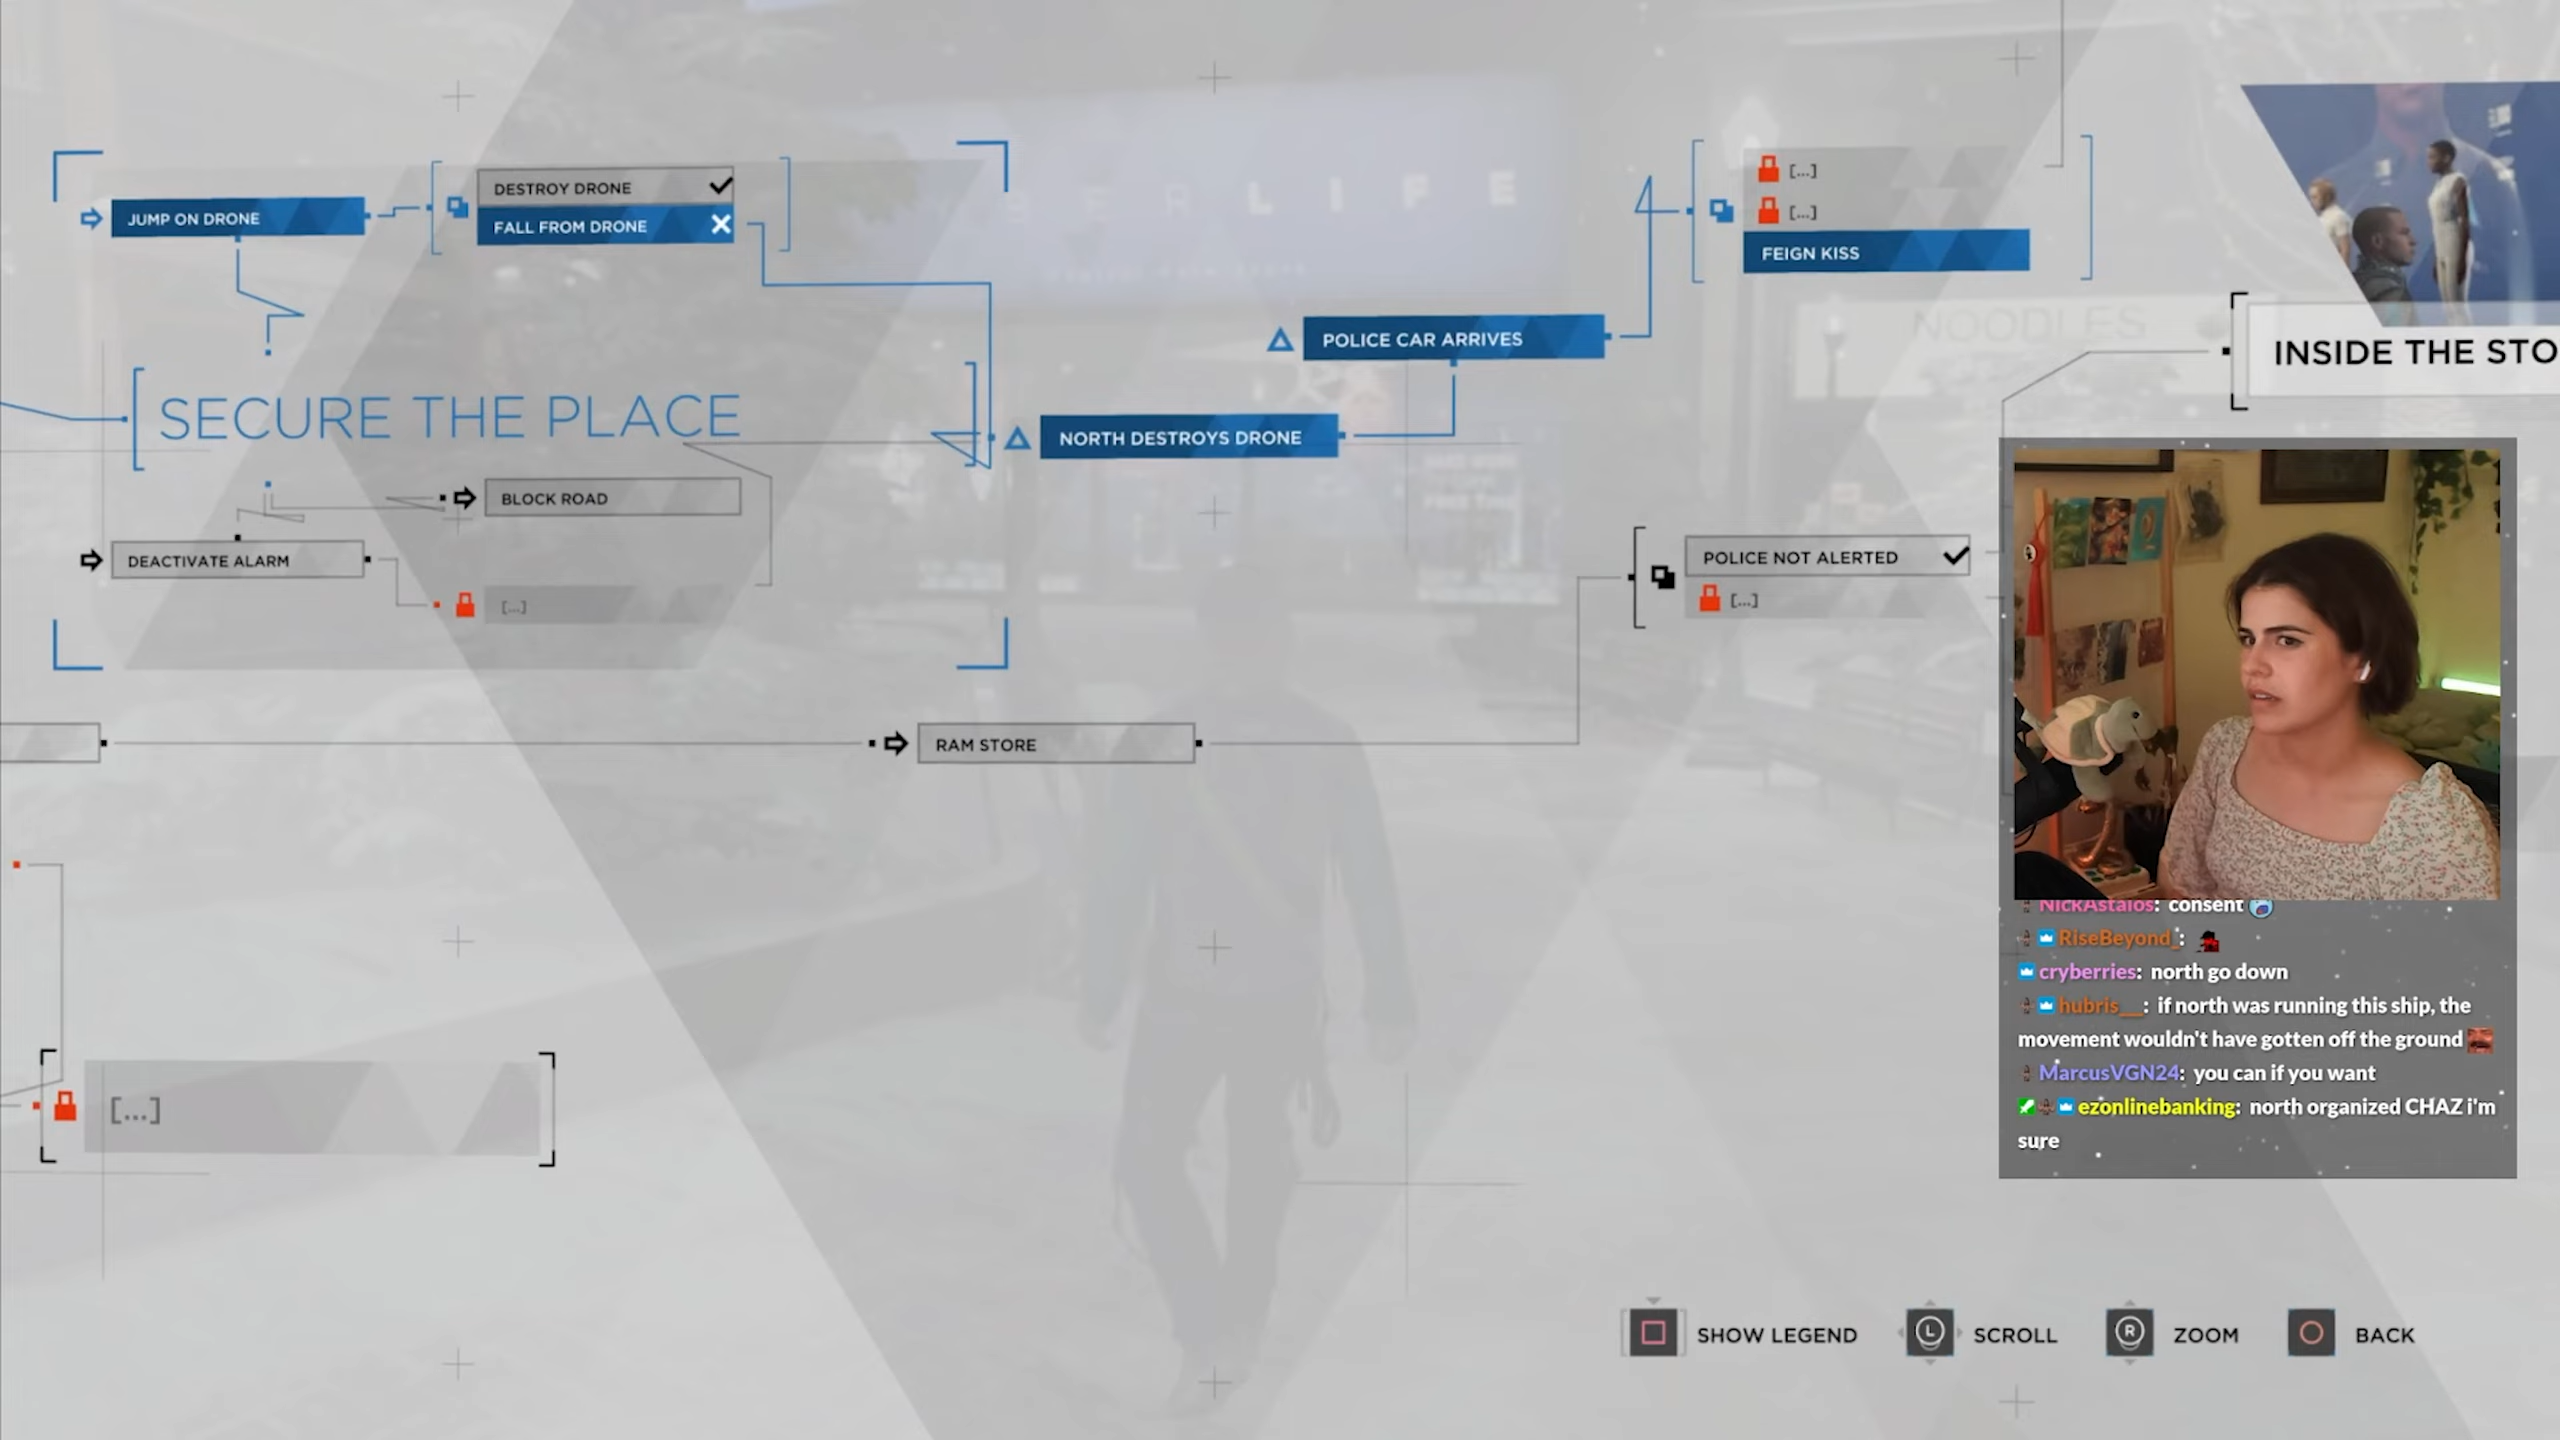 JUMP ON DRONE
DESTROY DRONE
FALL FROM DRONE
[...]
[...]
FEIGN KISS
LIFE
NOODLES
POLICE CAR ARRIVES
INSIDE THE STO
SECURE THE PLACE
NORTH DESTROYS DRONE
BLOCK ROAD
DEACTIVATE ALARM
[...]
POLICE NOT ALERTED
[...]
RAM STORE
[...]
NickAstalos: consent
RiseBeyond_:
cryberries: north go down
hubris__: if north was running this ship, the
movement wouldn't have gotten off the ground
MarcusVGN24: you can if you want
ezonlinebanking: north organized CHAZ i'm
sure
SHOW LEGEND
L
SCROLL
R
ZOOM
BACK